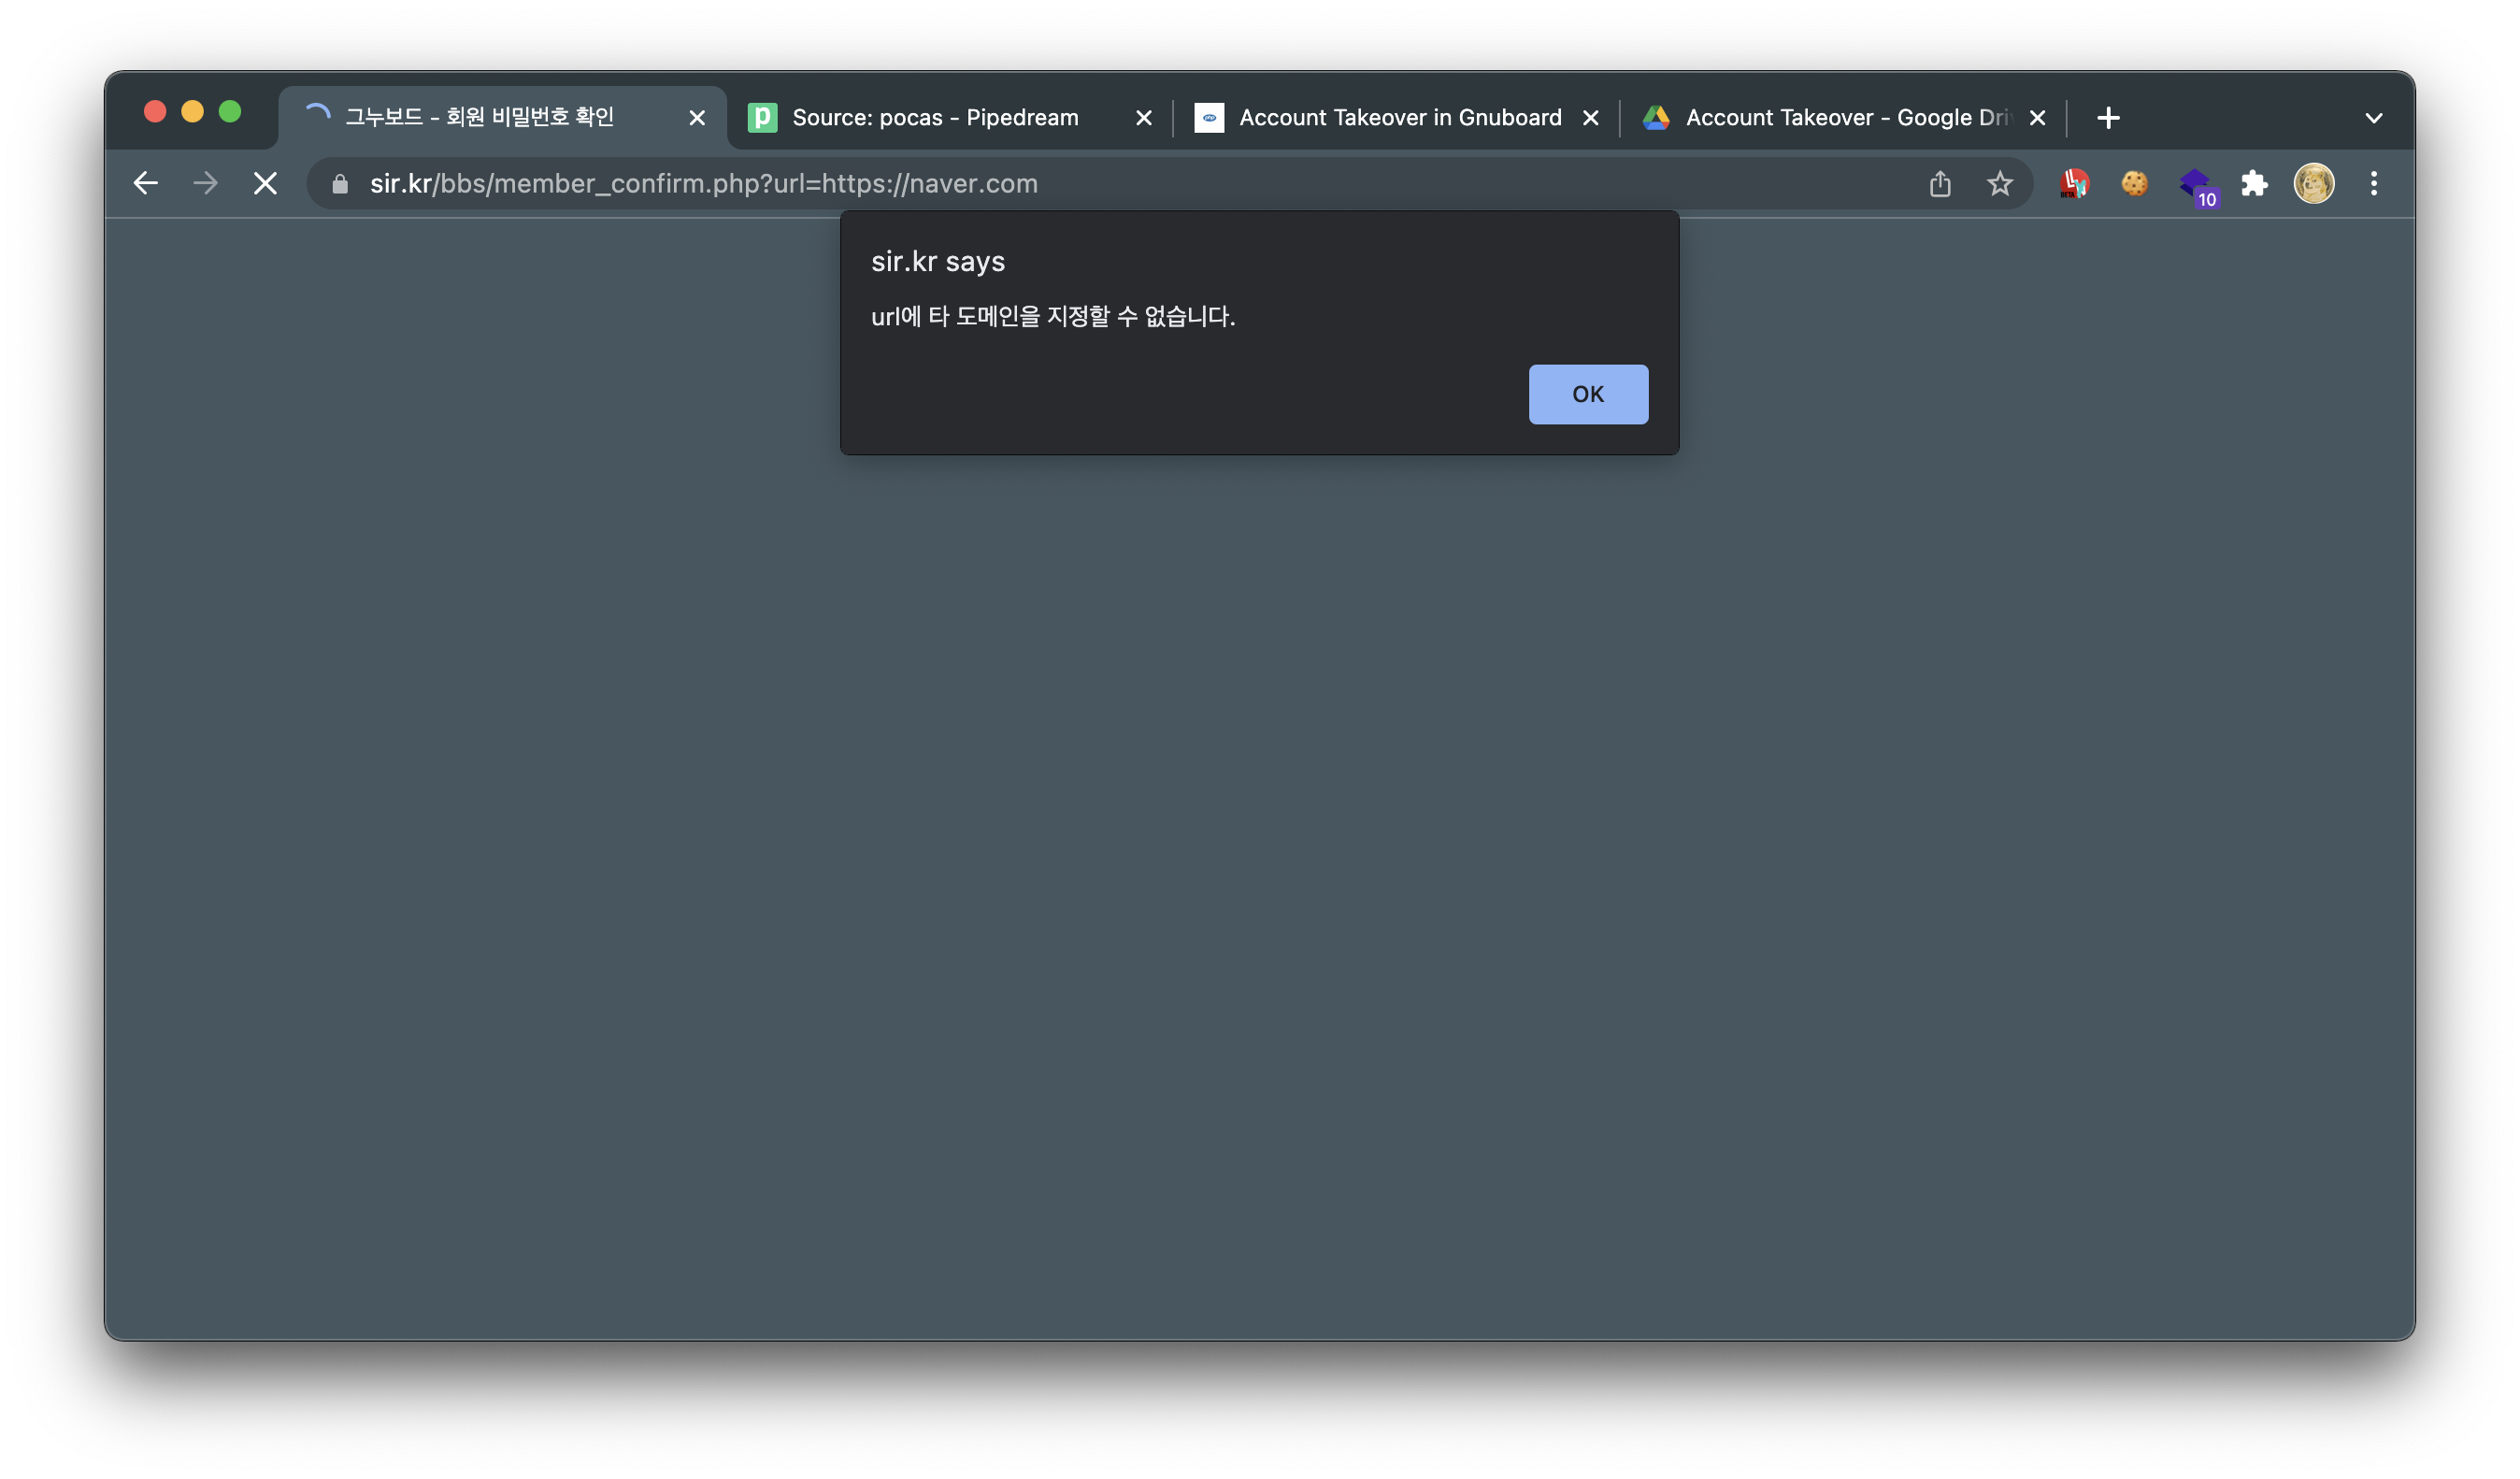 그누보드 - 회원 비밀번호 확인
Source: pocas - Pipedream
Account Takeover in Gnuboard
Account Takeover - Google Dri
sir.kr/bbs/member_confirm.php?url=https://naver.com
10
sir.kr says
url에 타 도메인을 지정할 수 없습니다.
OK